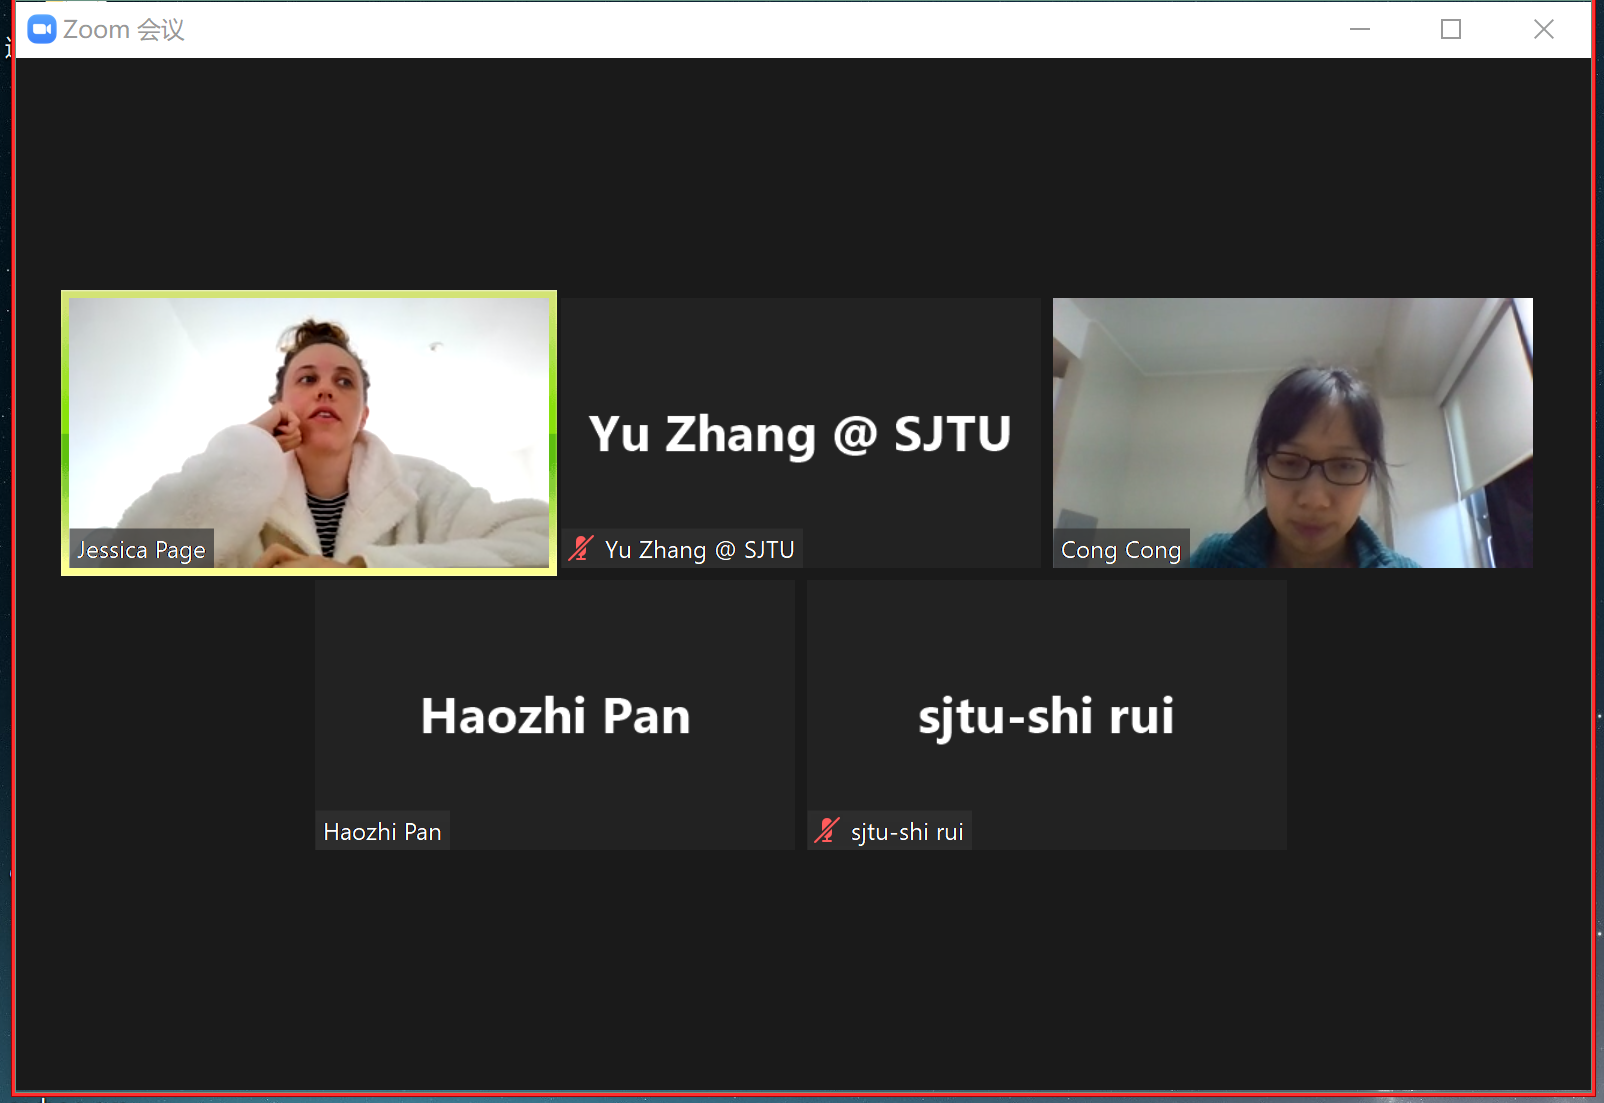 Zoom 会议
Yu Zhang @ SJTU
Jessica Page
Yu Zhang @ SJTU
Cong Cong
Haozhi Pan
sjtu-shi rui
Haozhi Pan
sjtu-shi rui